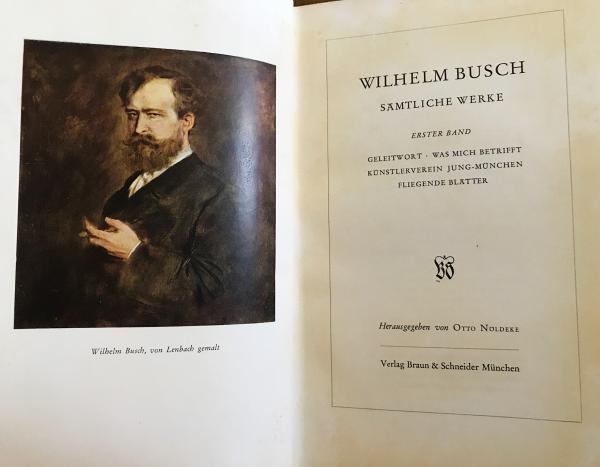 Wilhelm Busch, von Lenbach gemalt
WILHELM BUSCH
SÄMTLICHE WERKE
ERSTER BAND
GELEITWORT · WAS MICH BETRIFFT
KÜNSTLERVEREIN JUNG-MÜNCHEN
FLIEGENDE BLÄTTER
BS
Herausgegeben von OTTO NÖLDEKE
Verlag Braun & Schneider München